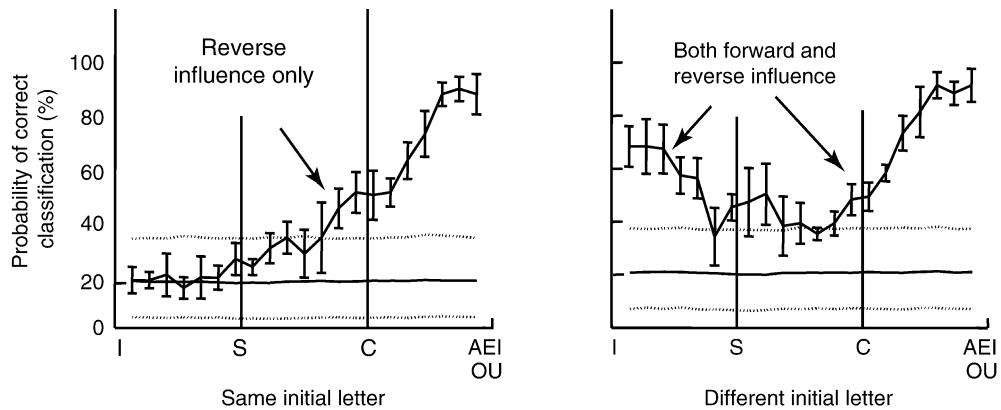 Reverse
influence only
Probability of correct
classification (%)
100
80
60
40
20
0
I
S
C
AEI
OU
Same initial letter
Both forward and
reverse influence
I
S
C
AEI
OU
Different initial letter